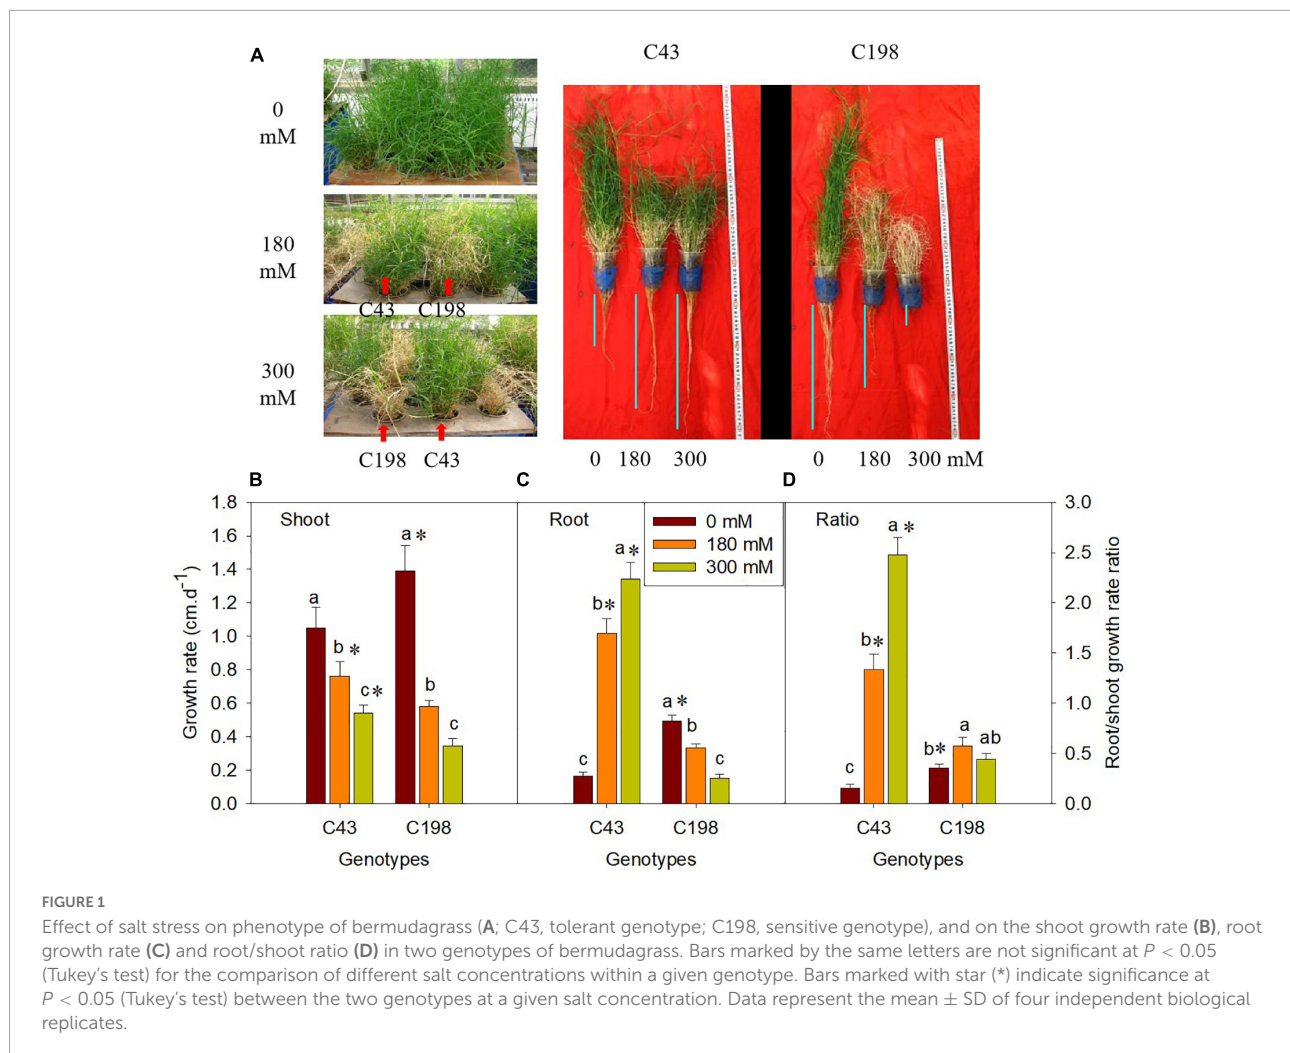 A
C43
C198
0
mM
180
mM
C43
C198
300
mM
C198
C43
0
180
300
0
180
300 mM
B
C
D
1.8
1.6
1.4
1.2
1.0
0.8
0.6
0.4
0.2
0.0
Growth rate (cm.d-1)
Shoot
a
b *
c *
a *
b
c
C43
C198
Genotypes
Root
0 mM
180 mM
300 mM
c
b *
a *
a *
b
c
C43
C198
Genotypes
Ratio
c
b *
a *
b *
a
ab
C43
C198
Genotypes
3.0
2.5
2.0
1.5
1.0
0.5
0.0
Root/shoot growth rate ratio
FIGURE 1
Effect of salt stress on phenotype of bermudagrass (A; C43, tolerant genotype; C198, sensitive genotype), and on the shoot growth rate (B), root
growth rate (C) and root/shoot ratio (D) in two genotypes of bermudagrass. Bars marked by the same letters are not significant at P < 0.05
(Tukey's test) for the comparison of different salt concentrations within a given genotype. Bars marked with star (*) indicate significance at
P < 0.05 (Tukey's test) between the two genotypes at a given salt concentration. Data represent the mean ± SD of four independent biological
replicates.